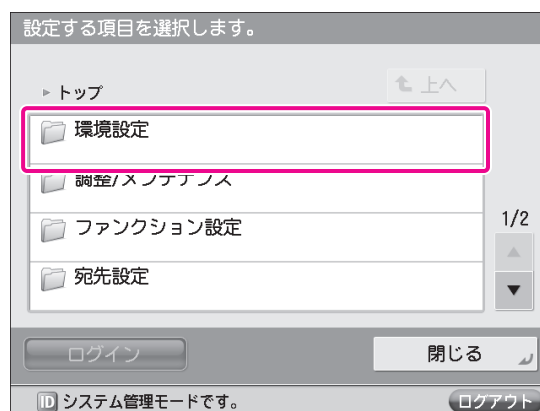 設定する項目を選択します。
トップ
上へ
環境設定
調整/メンテナンス
ファンクション設定
1/2
宛先設定
ログイン
閉じる
ID システム管理モードです。
ログアウト